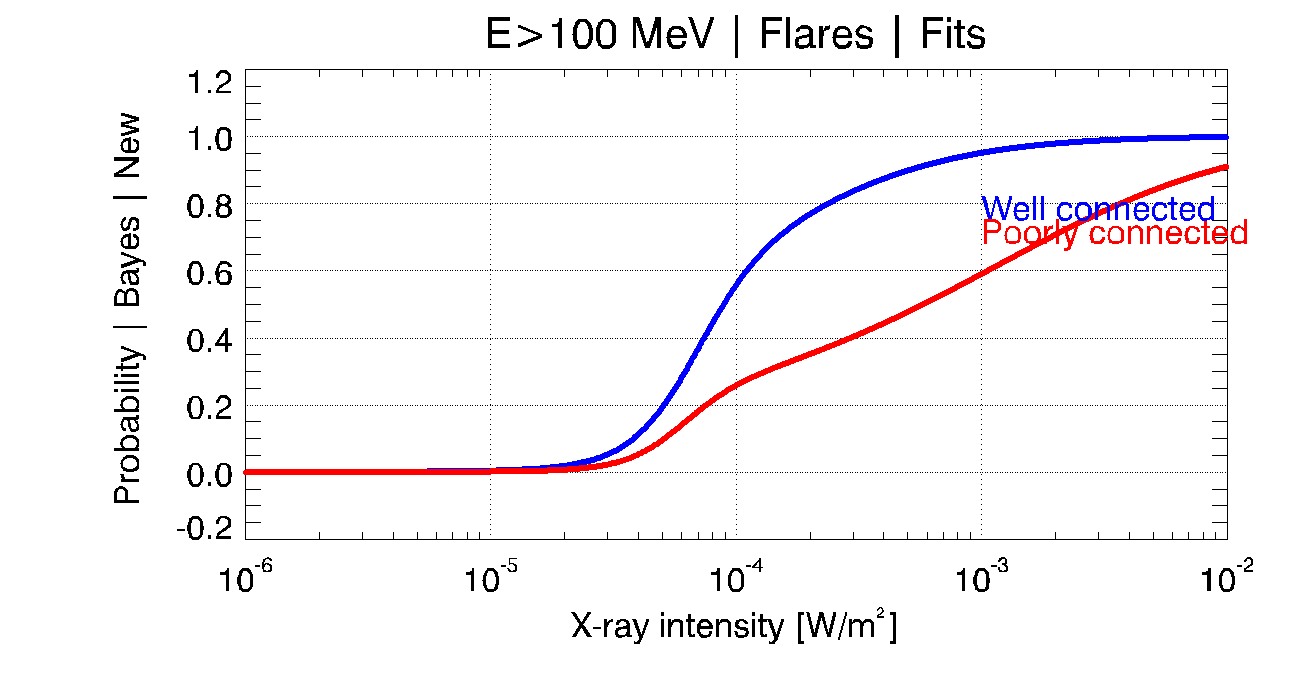 E>100 MeV | Flares | Fits
Probability | Bayes | New
1.2
1.0
0.8
0.6
0.4
0.2
0.0
-0.2
Well connected
Poorly connected
10^-6 10^-5 10^-4 10^-3 10^-2
X-ray intensity [W/m²]